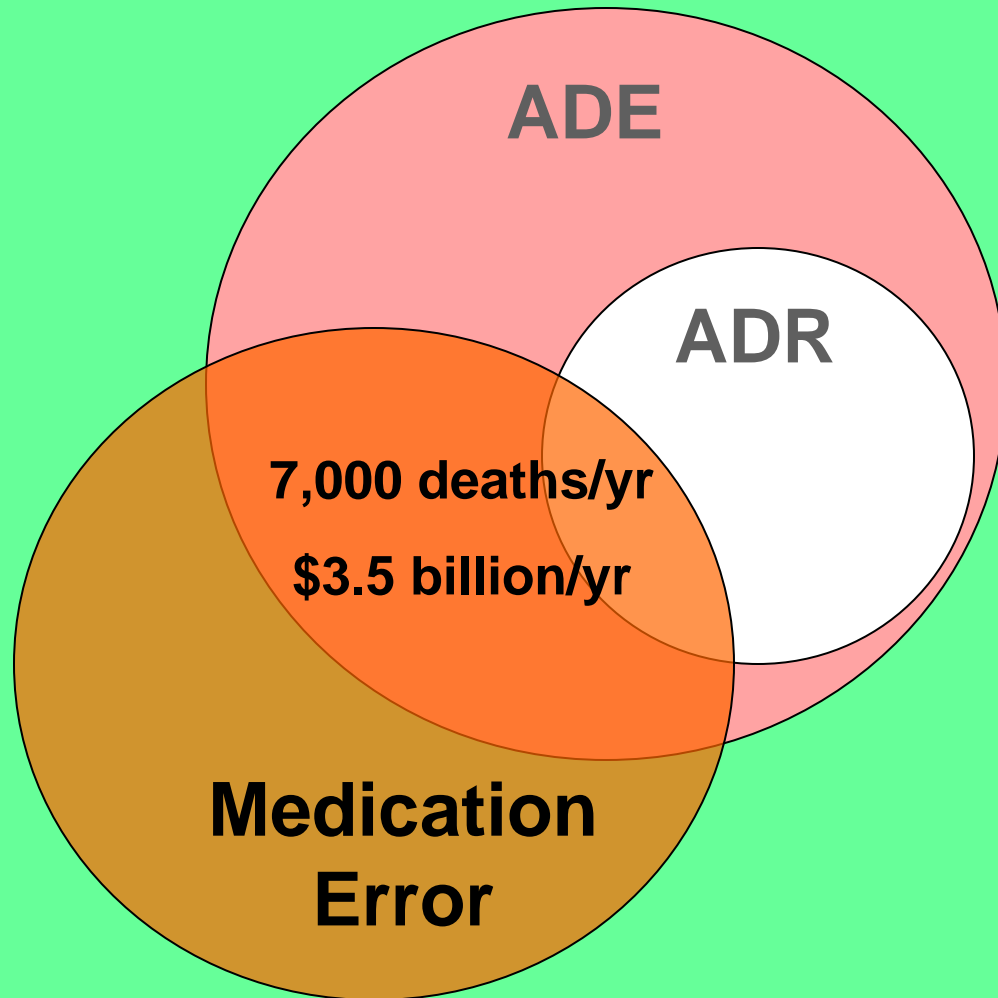 ADE
ADR
7,000 deaths/yr
$3.5 billion/yr
Medication
Error